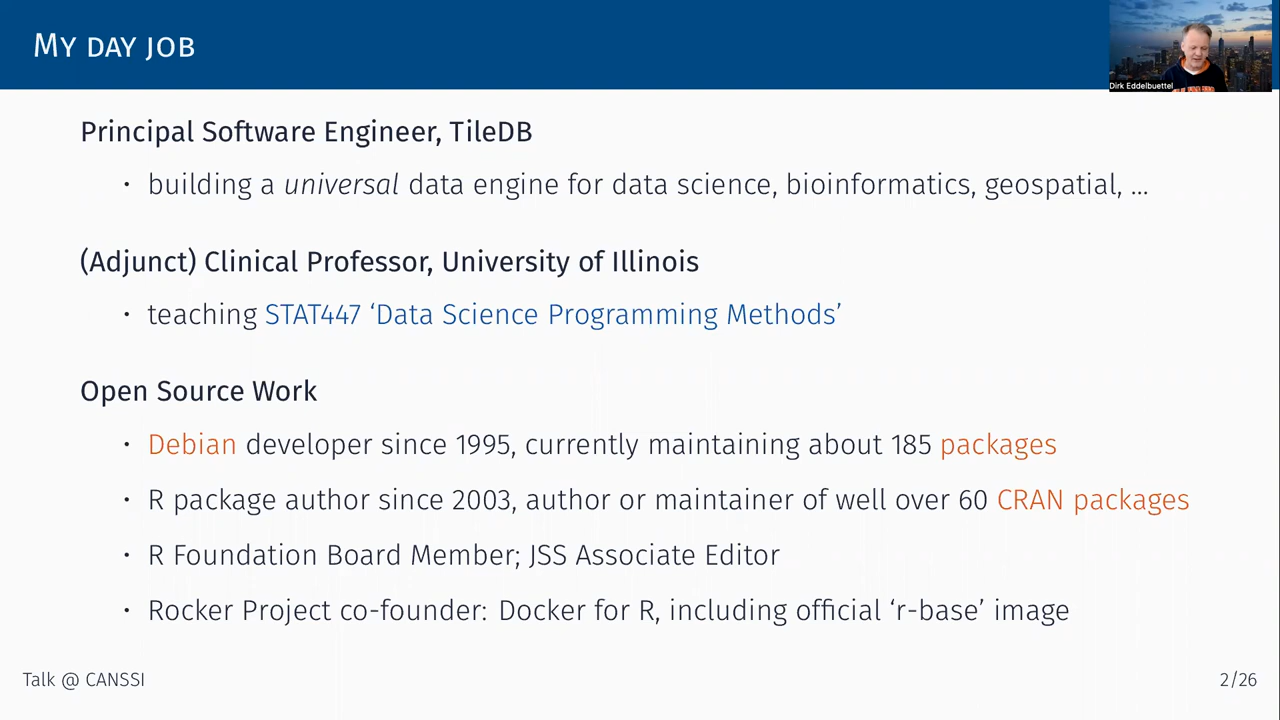 My day job
Dirk Eddelbuettel
Principal Software Engineer, TileDB
• building a universal data engine for data science, bioinformatics, geospatial, ...
(Adjunct) Clinical Professor, University of Illinois
• teaching STAT447 ‘Data Science Programming Methods’
Open Source Work
• Debian developer since 1995, currently maintaining about 185 packages
• R package author since 2003, author or maintainer of well over 60 CRAN packages
• R Foundation Board Member; JSS Associate Editor
• Rocker Project co-founder: Docker for R, including official ‘r-base’ image
Talk @ CANSSI
2/26